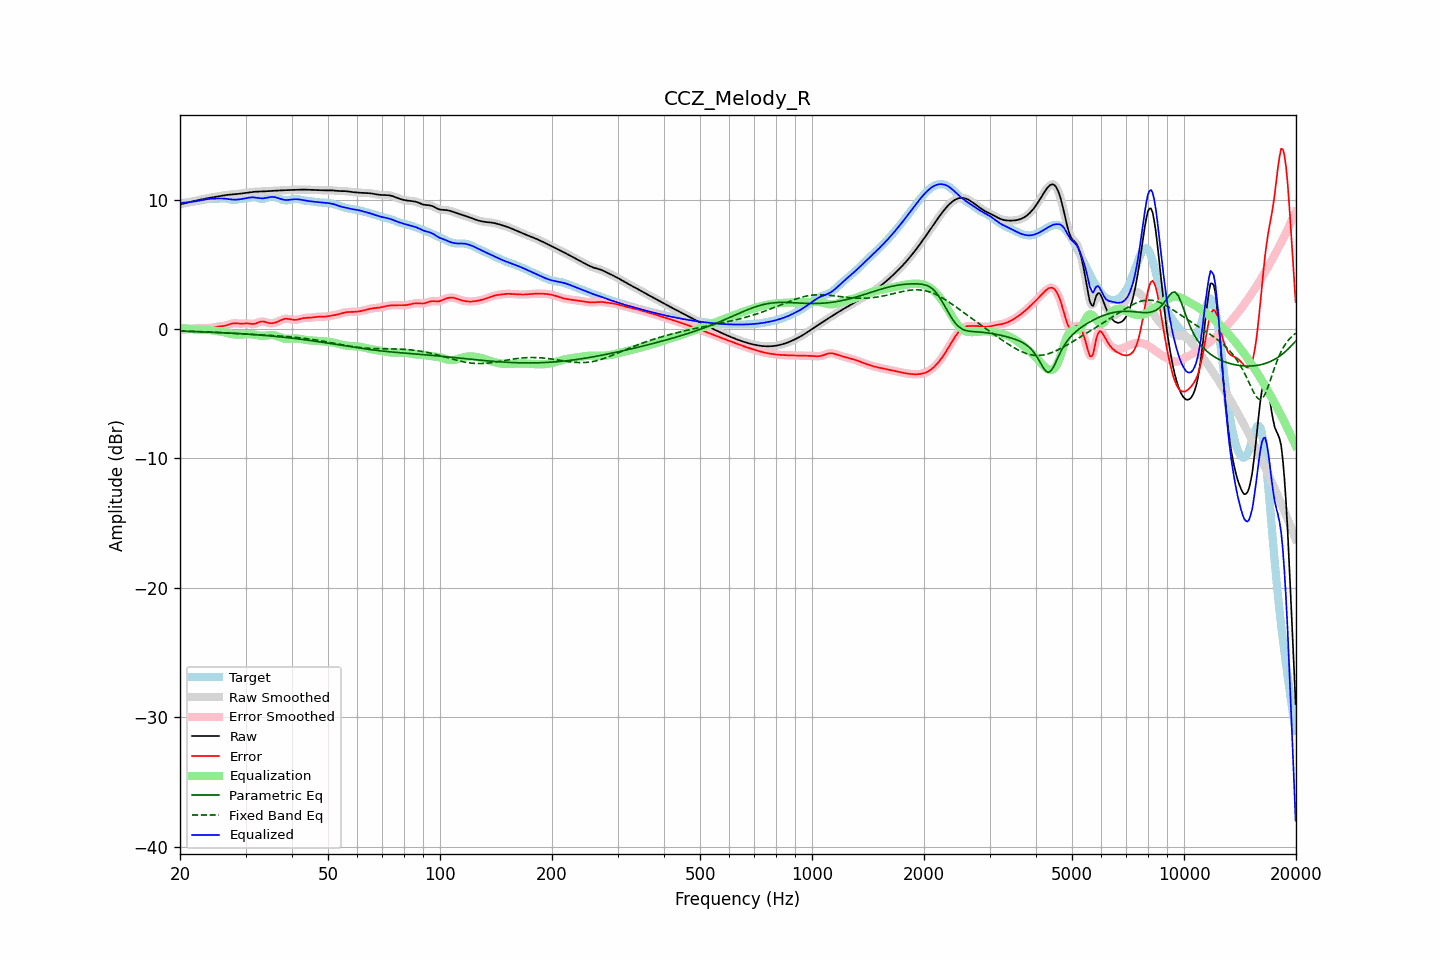 CCZ_Melody_R
Amplitude (dBr)
10
0
−10
−20
−30
−40
Target
Raw Smoothed
Error Smoothed
Raw
Error
Equalization
Parametric Eq
Fixed Band Eq
Equalized
20 50 100 200 500 1000 2000 5000 10000 20000
Frequency (Hz)